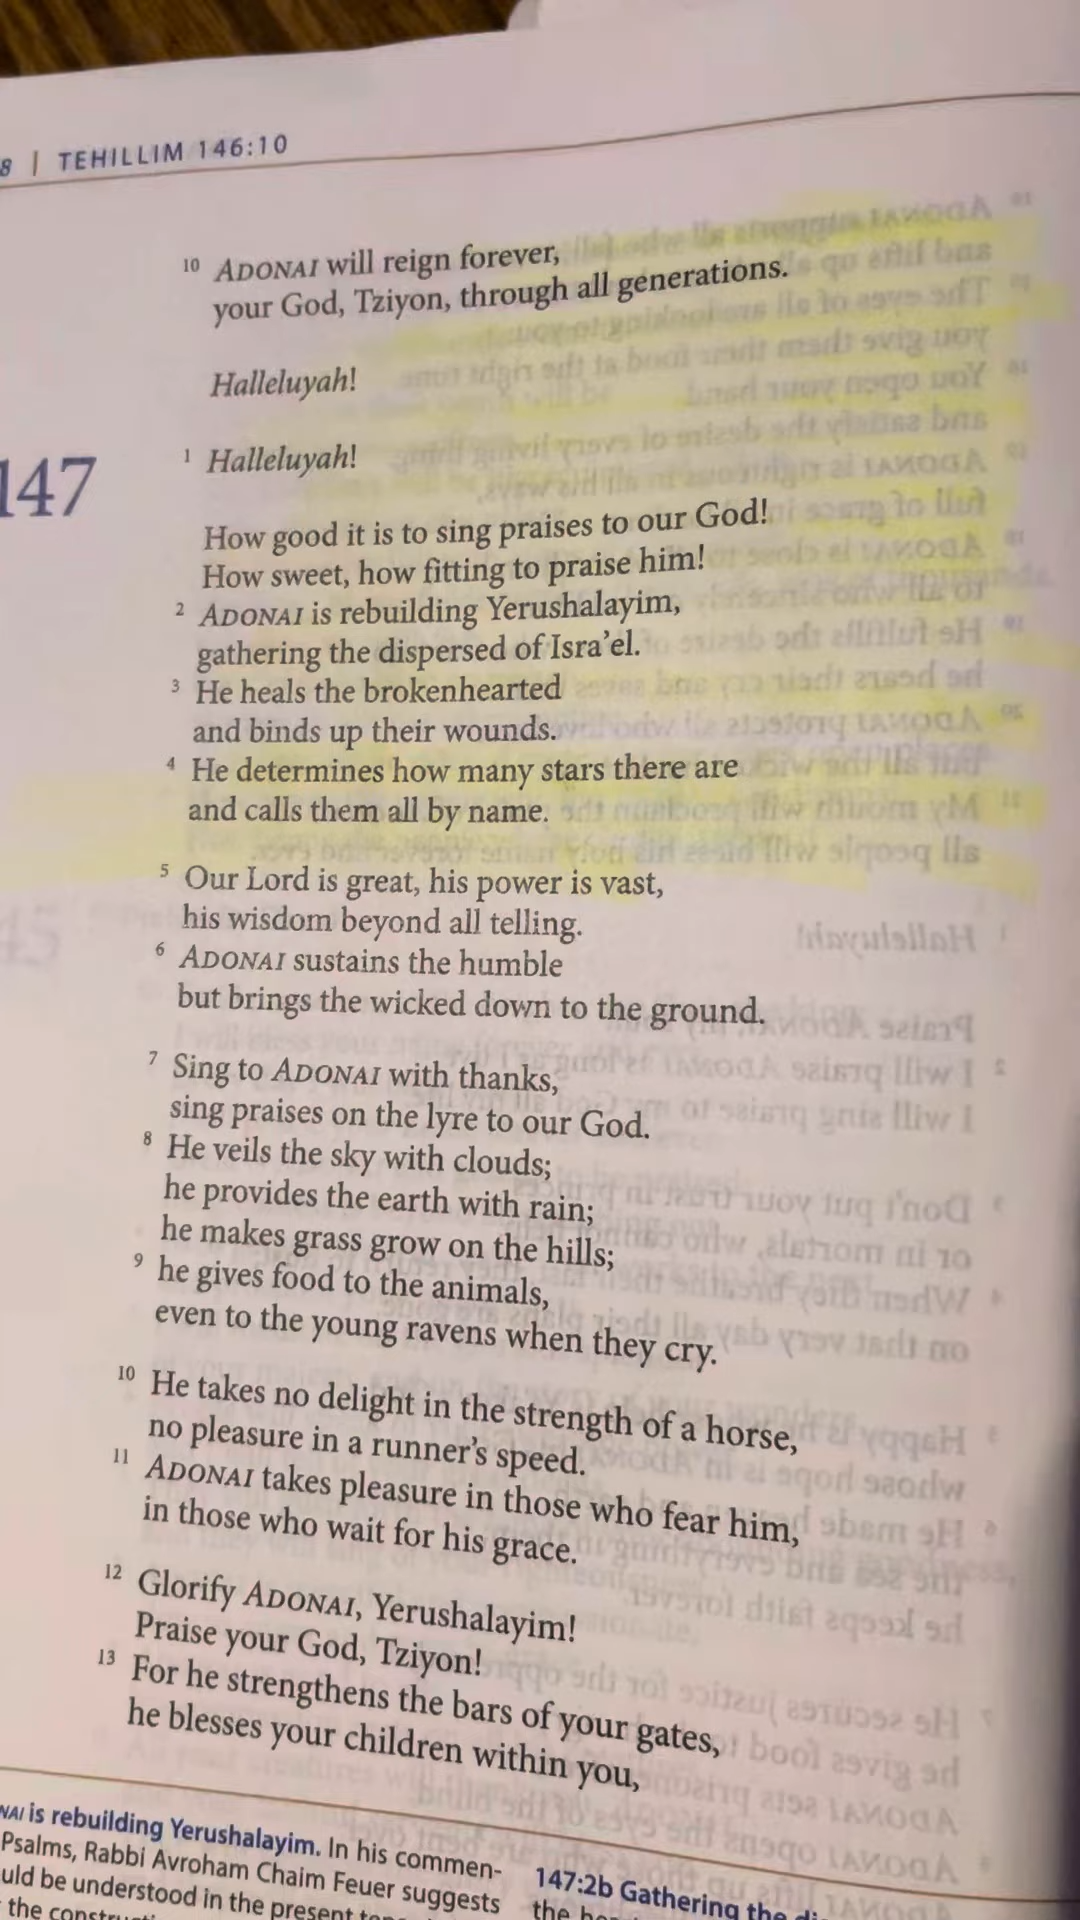 8 | TEHILLIM 146:10
10 ADONAI will reign forever,
your God, Tziyon, through all generations.
Halleluyah!
147
1 Halleluyah!
How good it is to sing praises to our God!
How sweet, how fitting to praise him!
2 ADONAI is rebuilding Yerushalayim,
gathering the dispersed of Isra'el.
3 He heals the brokenhearted
and binds up their wounds.
4 He determines how many stars there are
and calls them all by name.
5 Our Lord is great, his power is vast,
his wisdom beyond all telling.
6 ADONAI sustains the humble
but brings the wicked down to the ground.
7 Sing to ADONAI with thanks,
sing praises on the lyre to our God.
8 He veils the sky with clouds;
he provides the earth with rain;
he makes grass grow on the hills;
9 he gives food to the animals,
even to the young ravens when they cry.
10 He takes no delight in the strength of a horse,
no pleasure in a runner's speed.
11 ADONAI takes pleasure in those who fear him,
in those who wait for his grace.
12 Glorify ADONAI, Yerushalayim!
Praise your God, Tziyon!
13 For he strengthens the bars of your gates,
he blesses your children within you,
NAI is rebuilding Yerushalayim. In his commen-
Psalms, Rabbi Avroham Chaim Feuer suggests
uld be understood in the present
the
147:2b Gathering the
the